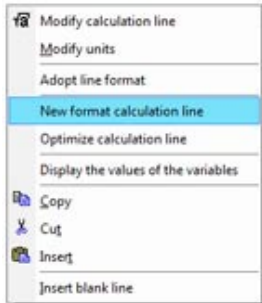 Modify calculation line
Modify units
Adopt line format
New format calculation line
Optimize calculation line
Display the values of the variables
Copy
Cut
Insert
Insert blank line